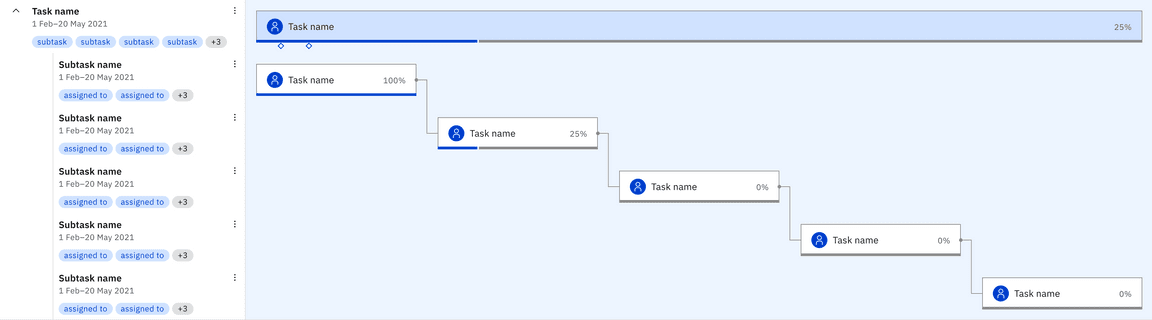 Task name
1 Feb–20 May 2021
subtask subtask subtask subtask +3
Subtask name
1 Feb–20 May 2021
assigned to assigned to +3
Subtask name
1 Feb–20 May 2021
assigned to assigned to +3
Subtask name
1 Feb–20 May 2021
assigned to assigned to +3
Subtask name
1 Feb–20 May 2021
assigned to assigned to +3
Subtask name
1 Feb–20 May 2021
assigned to assigned to +3
Task name 25%
Task name 100%
Task name 25%
Task name 0%
Task name 0%
Task name 0%